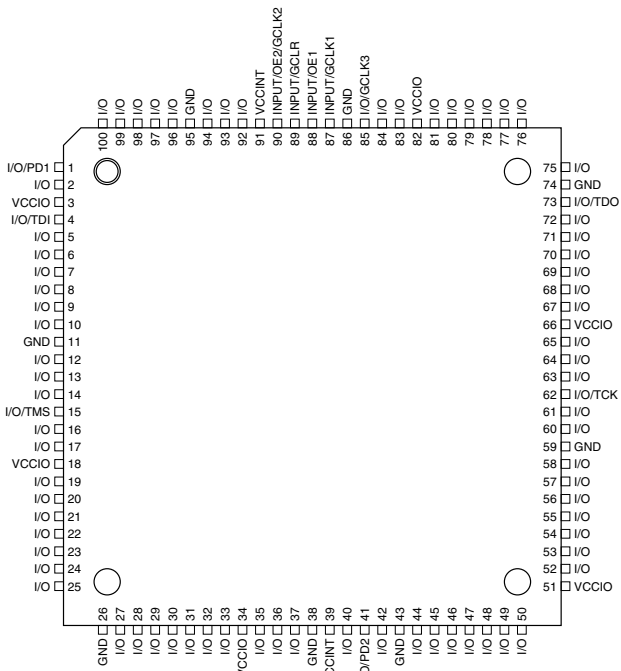 100 I/O
99 I/O
98 I/O
97 I/O
96 I/O
95 GND
94 I/O
93 I/O
92 I/O
91 VCCINT
90 INPUT/OE2/GCLK2
89 INPUT/GCLR
88 INPUT/OE1
87 INPUT/GCLK1
86 GND
85 I/O/GCLK3
84 I/O
83 I/O
82 VCCIO
81 I/O
80 I/O
79 I/O
78 I/O
77 I/O
76 I/O
I/O/PD1 1
I/O 2
VCCIO 3
I/O/TDI 4
I/O 5
I/O 6
I/O 7
I/O 8
I/O 9
I/O 10
GND 11
I/O 12
I/O 13
I/O 14
I/O/TMS 15
I/O 16
I/O 17
VCCIO 18
I/O 19
I/O 20
I/O 21
I/O 22
I/O 23
I/O 24
I/O 25
75 I/O
74 GND
73 I/O/TDO
72 I/O
71 I/O
70 I/O
69 I/O
68 I/O
67 I/O
66 VCCIO
65 I/O
64 I/O
63 I/O
62 I/O/TCK
61 I/O
60 I/O
59 GND
58 I/O
57 I/O
56 I/O
55 I/O
54 I/O
53 I/O
52 I/O
51 VCCIO
GND 26
I/O 27
I/O 28
I/O 29
I/O 30
I/O 31
I/O 32
I/O 33
VCCIO 34
I/O 35
I/O 36
I/O 37
GND 38
CCINT 39
I/O 40
O/PD2 41
I/O 42
GND 43
I/O 44
I/O 45
I/O 46
I/O 47
I/O 48
I/O 49
I/O 50